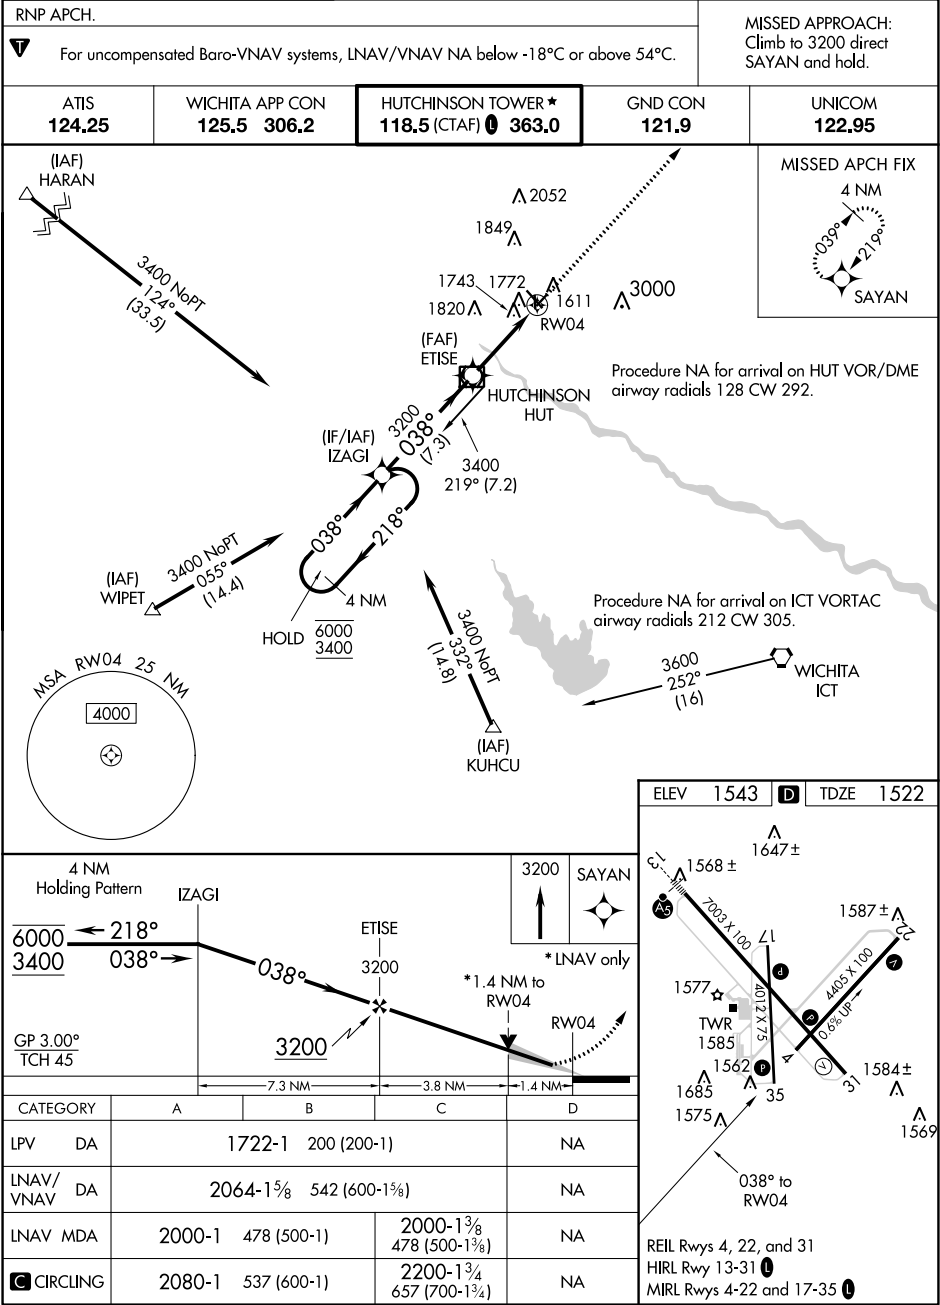 RNP APCH.
T
For uncompensated Baro-VNAV systems, LNAV/VNAV NA below -18°C or above 54°C.
MISSED APPROACH:
Climb to 3200 direct
SAYAN and hold.
ATIS
124.25
WICHITA APP CON
125.5 306.2
HUTCHINSON TOWER ★
118.5 (CTAF) L 363.0
GND CON
121.9
UNICOM
122.95
(IAF)
HARAN
3400 NoPT
124°
(33.5)
2052
1849
1743
1772
1820
1611
3000
RW04
MISSED APCH FIX
4 NM
039°
219°
SAYAN
(FAF)
ETISE
HUTCHINSON
HUT
Procedure NA for arrival on HUT VOR/DME
airway radials 128 CW 292.
3200
038°
(7.3)
3400
219° (7.2)
(IF/IAF)
IZAGI
038°
218°
4 NM
HOLD
6000
3400
(IAF)
WIPET
3400 NoPT
055°
(14.4)
3400 NoPT
332°
(14.8)
(IAF)
KUHCU
Procedure NA for arrival on ICT VORTAC
airway radials 212 CW 305.
3600
252°
(16)
WICHITA
ICT
MSA RW04 25 NM
4000
ELEV 1543 D TDZE 1522
1647 ±
1568 ±
1587 ±
13
A5
7003 X 100
17
22
P
V
4012 X 75
4405 X 100
0.6% UP
1577
TWR
1585
P
4
V
1562
P
31
1584 ±
1685
35
1575
1569
038° to
RW04
REIL Rwys 4, 22, and 31
HIRL Rwy 13-31 L
MIRL Rwys 4-22 and 17-35 L
4 NM
Holding Pattern
IZAGI
6000
3400
218°
038°
038°
ETISE
3200
3200
GP 3.00°
TCH 45
3200
SAYAN
* LNAV only
*1.4 NM to
RW04
RW04
7.3 NM
3.8 NM
1.4 NM
CATEGORY A B C D
LPV DA 1722-1 200 (200-1) NA
LNAV/
VNAV DA 2064-1⅝ 542 (600-1⅝) NA
LNAV MDA 2000-1 478 (500-1) 2000-1⅜
478 (500-1⅜) NA
C CIRCLING 2080-1 537 (600-1) 2200-1¾
657 (700-1¾) NA